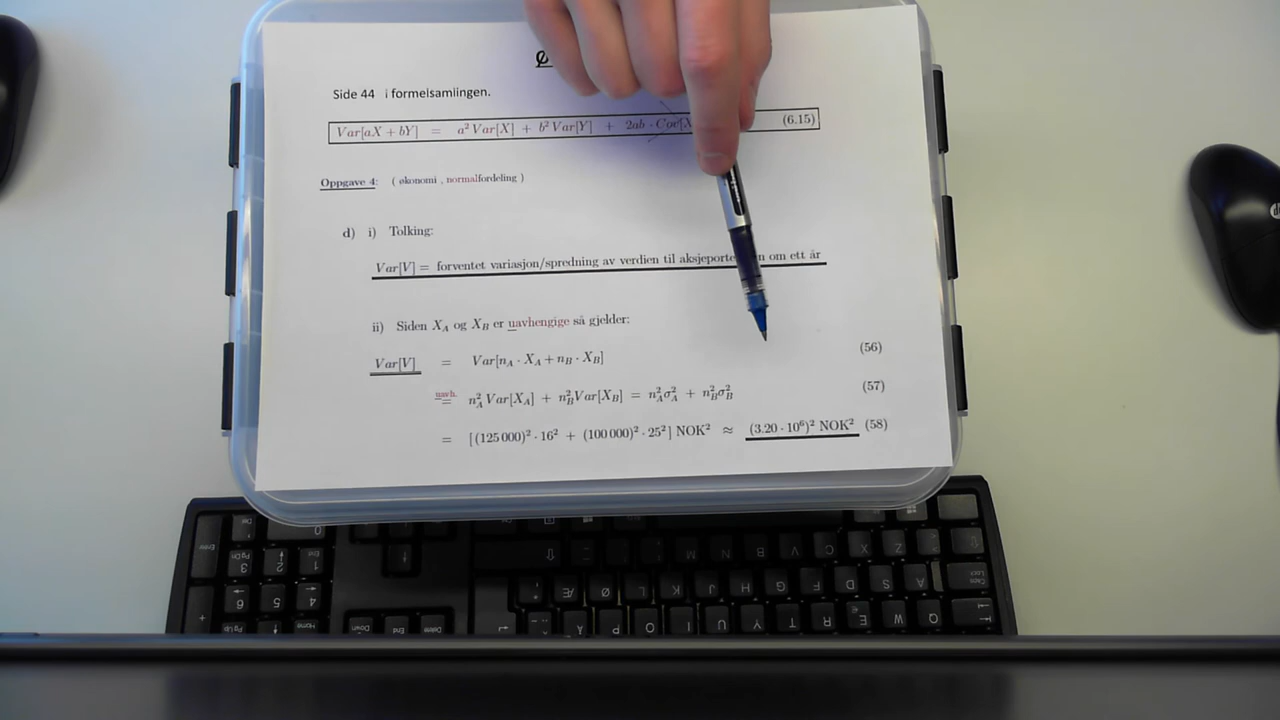 Ø
Side 44 i formelsamlingen.
Var[aX + bY] = a² Var[X] + b² Var[Y] + 2ab · Cov[X (6.15)
Oppgave 4: ( økonomi , normalfordeling )
d) i) Tolking:
Var[V] = forventet variasjon/spredning av verdien til aksjeporte n om ett år
ii) Siden X_A og X_B er uavhengige så gjelder:
Var[V] = Var[n_A · X_A + n_B · X_B] (56)
uavh. = n_A² Var[X_A] + n_B² Var[X_B] = n_A² σ_A² + n_B² σ_B² (57)
= [(125 000)² · 16² + (100 000)² · 25²] NOK² ≈ (3.20 · 10⁶)² NOK² (58)